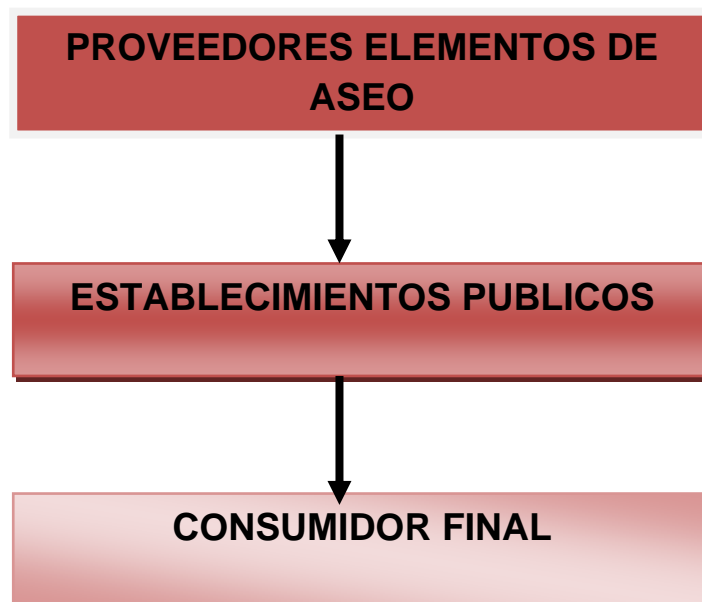 PROVEEDORES ELEMENTOS DE
ASEO
ESTABLECIMIENTOS PUBLICOS
CONSUMIDOR FINAL